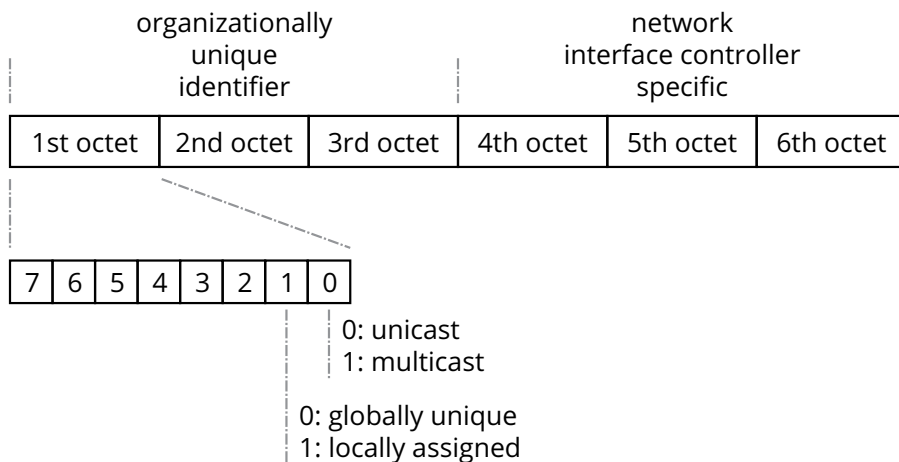 organizationally
unique
identifier
network
interface controller
specific
1st octet 2nd octet 3rd octet 4th octet 5th octet 6th octet
7 6 5 4 3 2 1 0
0: unicast
1: multicast
0: globally unique
1: locally assigned